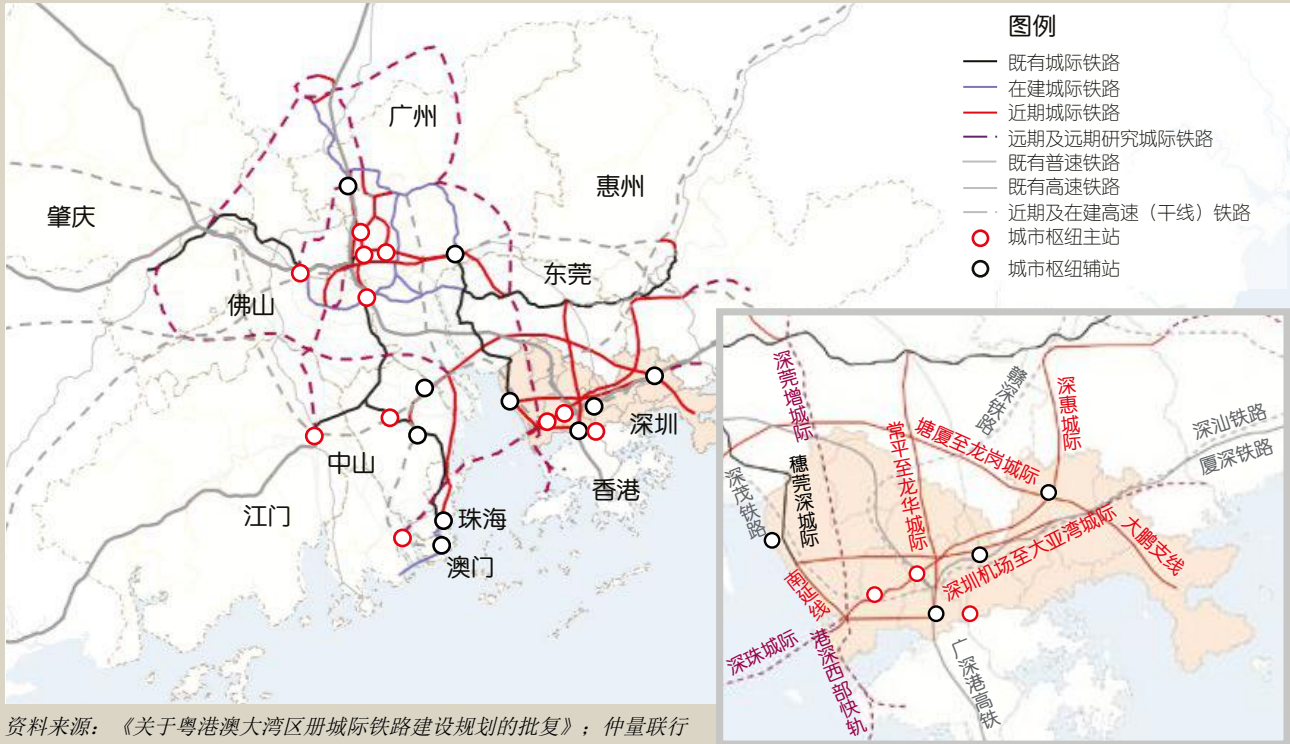 图例
既有城际铁路
在建城际铁路
近期城际铁路
远期及远期研究城际铁路
既有普速铁路
既有高速铁路
近期及在建高速（干线）铁路
城市枢纽主站
城市枢纽辅站
广州
惠州
肇庆
东莞
佛山
深圳
中山
香港
江门
珠海
澳门
深莞增城际
赣深铁路
深惠城际
深汕铁路
厦深铁路
塘厦至龙岗城际
常平至龙华城际
穗莞深城际
深茂铁路
大鹏支线
深圳机场至大亚湾城际
南延线
深珠城际
港深西部快轨
广深港高铁
资料来源：《关于粤港澳大湾区册城际铁路建设规划的批复》；仲量联行